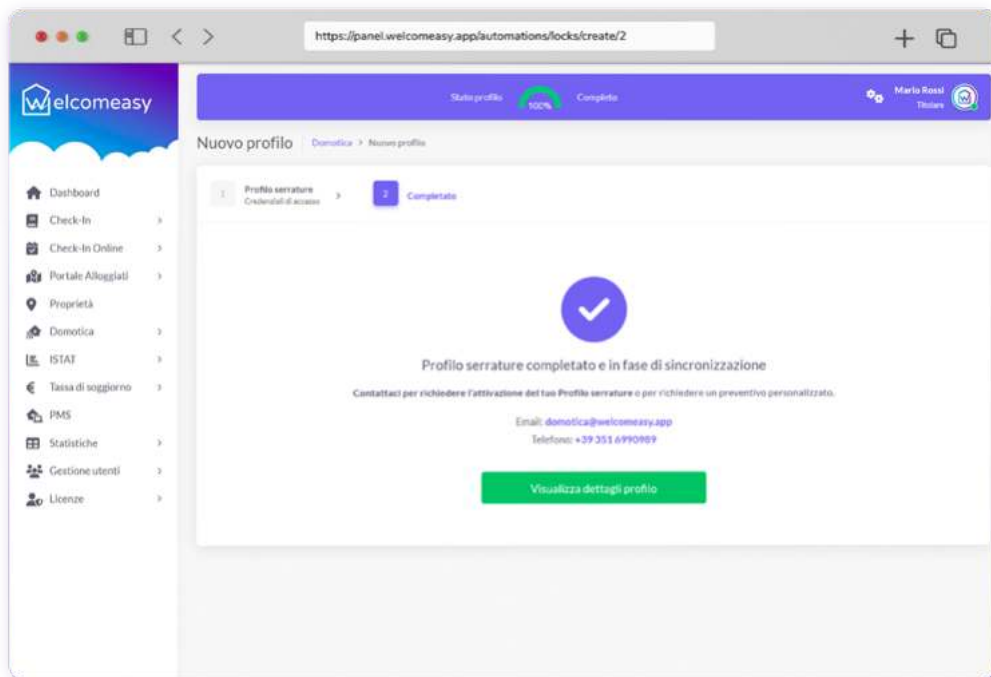 https://panel.welcomeasy.app/automations/locks/create/2
Welcomeasy
Stato profilo 100% Completo
Mario Rossi
Titolare
Nuovo profilo Domotica > Nuovo profilo
1 Profilo serrature
Credenziali di accesso
2 Completato
Dashboard
Check-In
Check-In Online
Portale Alloggiati
Proprietà
Domotica
ISTAT
Tassa di soggiorno
PMS
Statistiche
Gestione utenti
Licenze
Profilo serrature completato e in fase di sincronizzazione
Contattaci per richiedere l'attivazione del tuo Profilo serrature o per richiedere un preventivo personalizzato.
Email: domotica@welcomeasy.app
Telefono: +39 351 6990989
Visualizza dettagli profilo